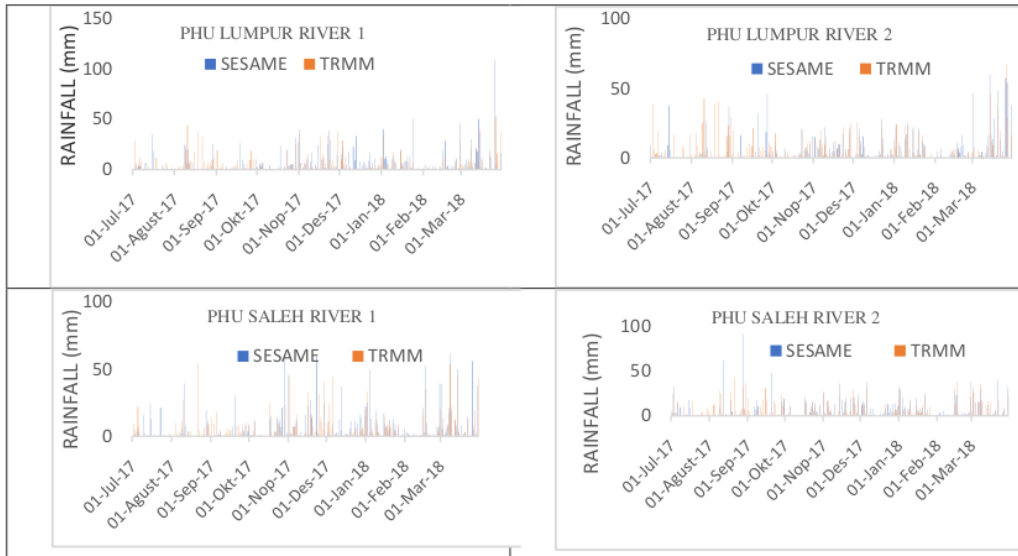 150
PHU LUMPUR RIVER 1
SESAME TRMM
100
50
0
RAINFALL (mm)
01-Jul-17
01-Agust-17
01-Sep-17
01-Okt-17
01-Nop-17
01-Des-17
01-Jan-18
01-Feb-18
01-Mar-18
100
PHU LUMPUR RIVER 2
SESAME TRMM
50
0
RAINFALL (mm)
01-Jul-17
01-Agust-17
01-Sep-17
01-Okt-17
01-Nop-17
01-Des-17
01-Jan-18
01-Feb-18
01-Mar-18
100
PHU SALEH RIVER 1
SESAME TRMM
50
0
RAINFALL (mm)
01-Jul-17
01-Agust-17
01-Sep-17
01-Okt-17
01-Nop-17
01-Des-17
01-Jan-18
01-Feb-18
01-Mar-18
PHU SALEH RIVER 2
100
SESAME TRMM
50
0
RAINFALL (mm)
01-Jul-17
01-Agust-17
01-Sep-17
01-Okt-17
01-Nop-17
01-Des-17
01-Jan-18
01-Feb-18
01-Mar-18